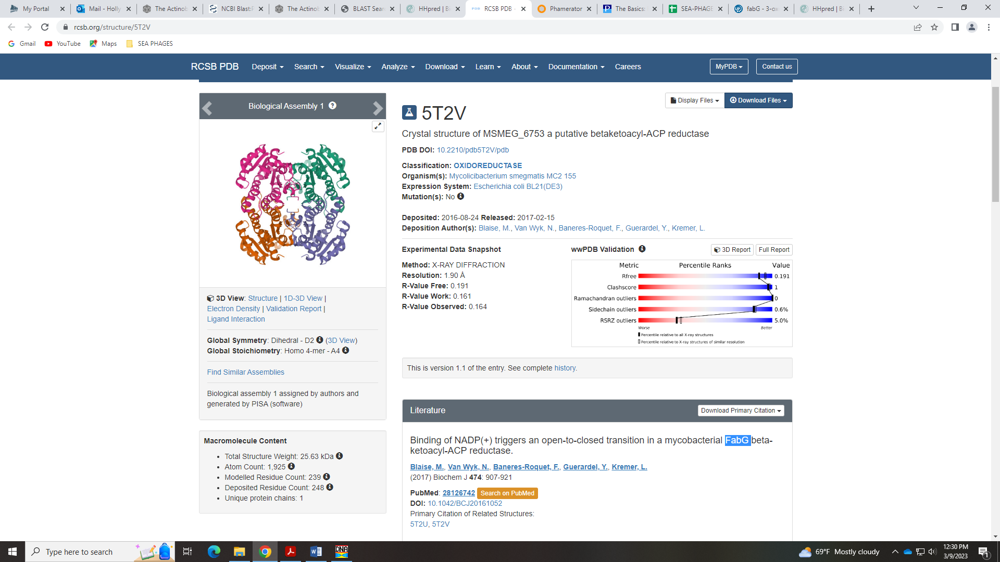 My Portal
Mail - Holly
The Actinob
NCBI BlastP
The Actinob
BLAST Sear
HHpred | Bi
RCSB PDB -
Phamerator
The Basics:
SEA-PHAGE
fabG - 3-ox
HHpred | Bi
rcsb.org/structure/5T2V
Gmail YouTube Maps SEA PHAGES
RCSB PDB Deposit Search Visualize Analyze Download Learn About Documentation Careers MyPDB Contact us
Biological Assembly 1
3D View: Structure | 1D-3D View |
Electron Density | Validation Report |
Ligand Interaction
Global Symmetry: Dihedral - D2 (3D View)
Global Stoichiometry: Homo 4-mer - A4
Find Similar Assemblies
Biological assembly 1 assigned by authors and
generated by PISA (software)
Macromolecule Content
• Total Structure Weight: 25.63 kDa
• Atom Count: 1,925
• Modelled Residue Count: 239
• Deposited Residue Count: 248
• Unique protein chains: 1
Display Files Download Files
5T2V
Crystal structure of MSMEG_6753 a putative betaketoacyl-ACP reductase
PDB DOI: 10.2210/pdb5T2V/pdb
Classification: OXIDOREDUCTASE
Organism(s): Mycolicibacterium smegmatis MC2 155
Expression System: Escherichia coli BL21(DE3)
Mutation(s): No
Deposited: 2016-08-24 Released: 2017-02-15
Deposition Author(s): Blaise, M., Van Wyk, N., Baneres-Roquet, F., Guerardel, Y., Kremer, L.
Experimental Data Snapshot
Method: X-RAY DIFFRACTION
Resolution: 1.90 Å
R-Value Free: 0.191
R-Value Work: 0.161
R-Value Observed: 0.164
wwPDB Validation 3D Report Full Report
Metric Percentile Ranks Value
Rfree 0.191
Clashscore 1
Ramachandran outliers 0
Sidechain outliers 0.6%
RSRZ outliers 5.0%
Worse Better
Percentile relative to all X-ray structures
Percentile relative to X-ray structures of similar resolution
This is version 1.1 of the entry. See complete history.
Literature Download Primary Citation
Binding of NADP(+) triggers an open-to-closed transition in a mycobacterial FabG beta-
ketoacyl-ACP reductase.
Blaise, M., Van Wyk, N., Baneres-Roquet, F., Guerardel, Y., Kremer, L.
(2017) Biochem J 474: 907-921
PubMed: 28126742 Search on PubMed
DOI: 10.1042/BCJ20161052
Primary Citation of Related Structures:
5T2U, 5T2V
Type here to search
DNA
69°F Mostly cloudy
12:30 PM
3/9/2023
1